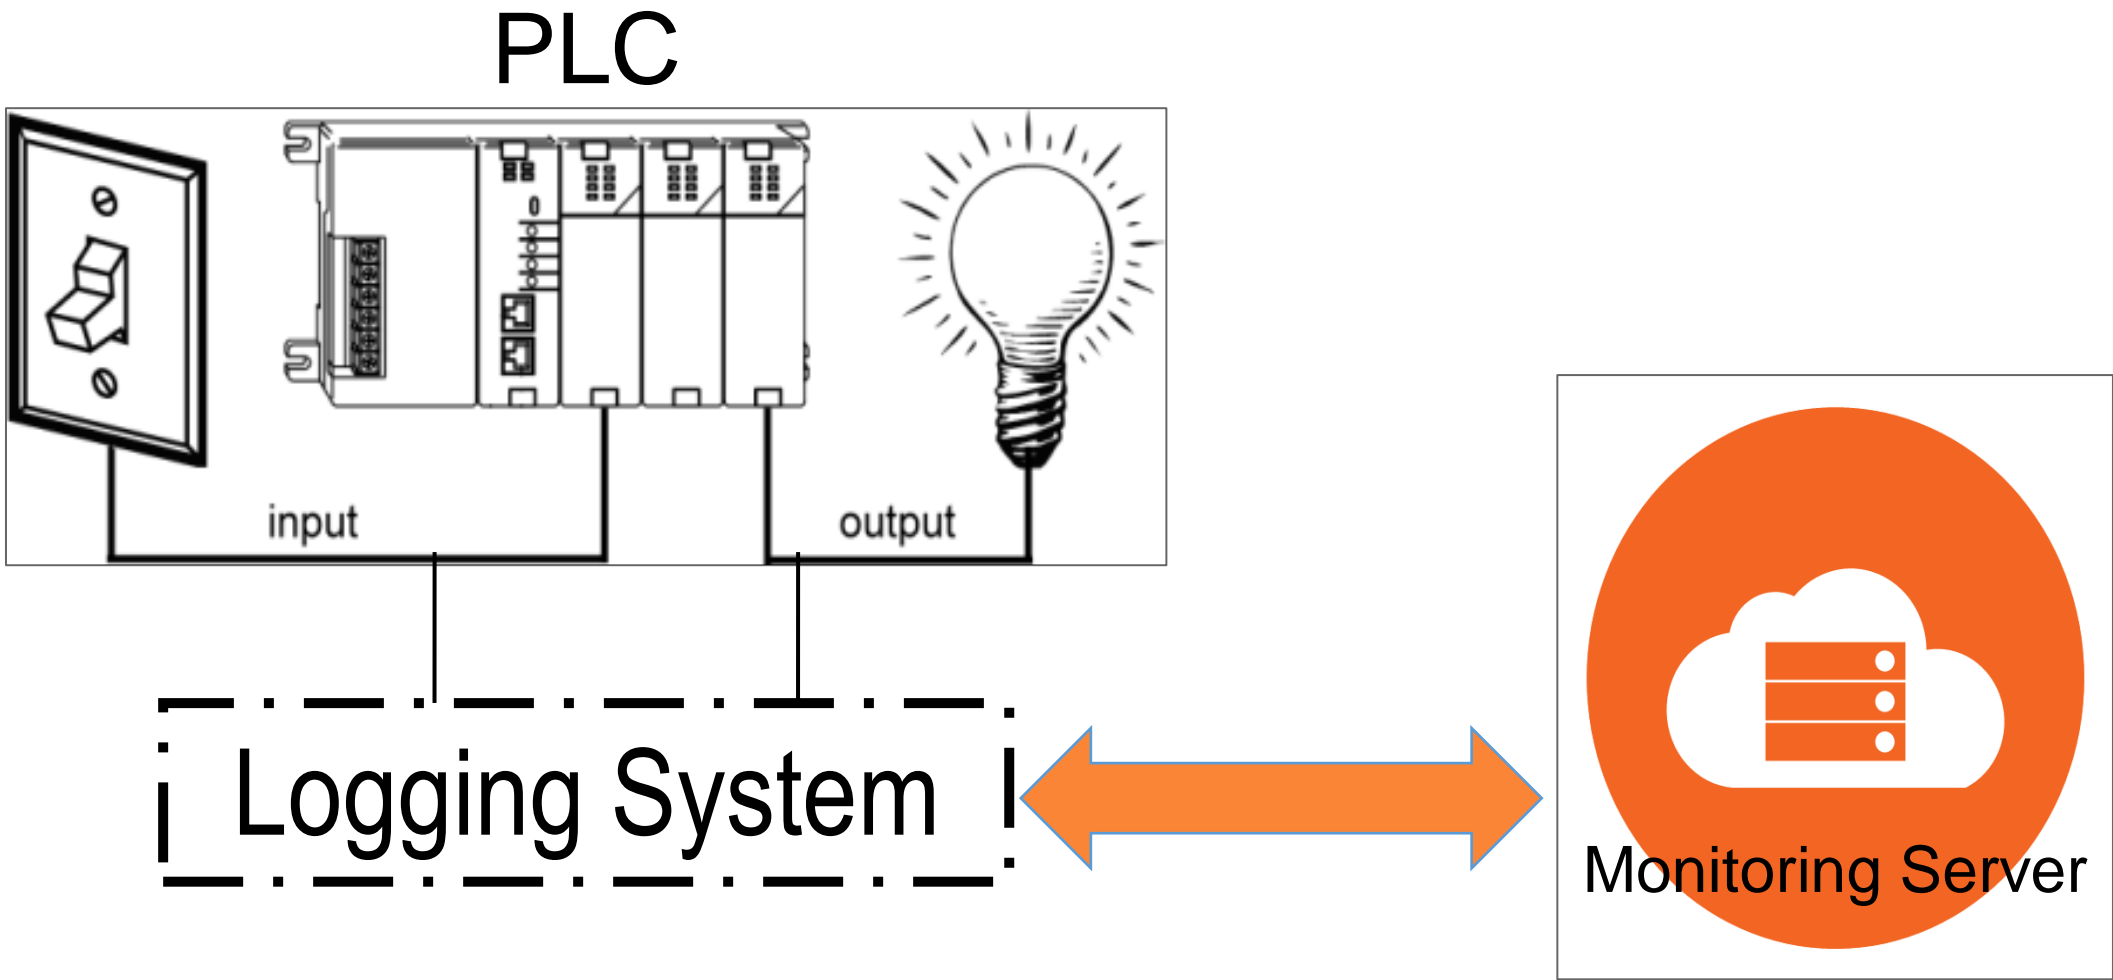 PLC
input
output
Logging System
Monitoring Server